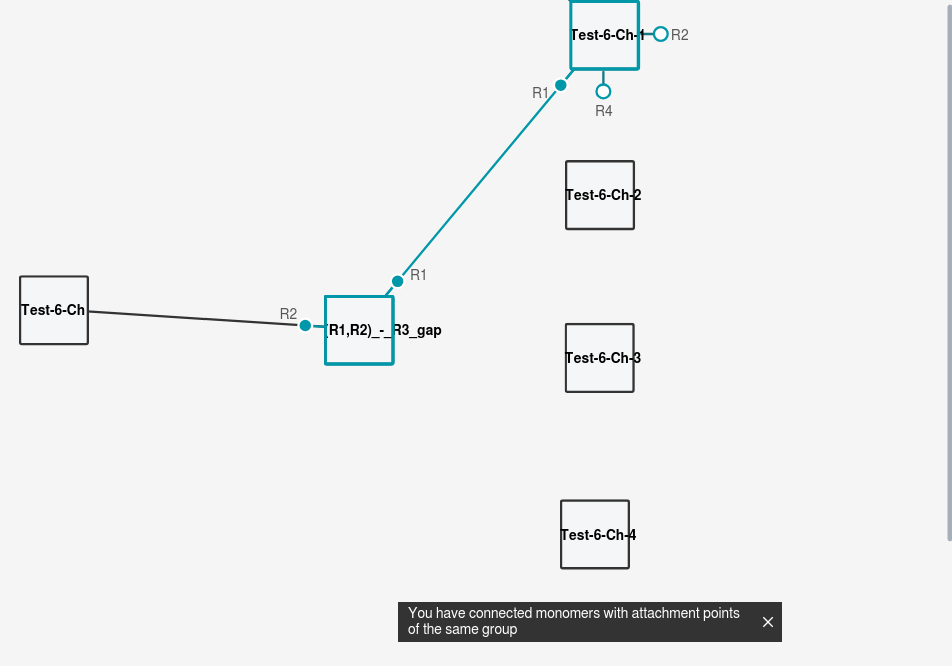 Test-6-Ch-1
R2
R1
R4
Test-6-Ch-2
R1
Test-6-Ch
R2
(R1,R2)_-_R3_gap
Test-6-Ch-3
Test-6-Ch-4
You have connected monomers with attachment points
of the same group